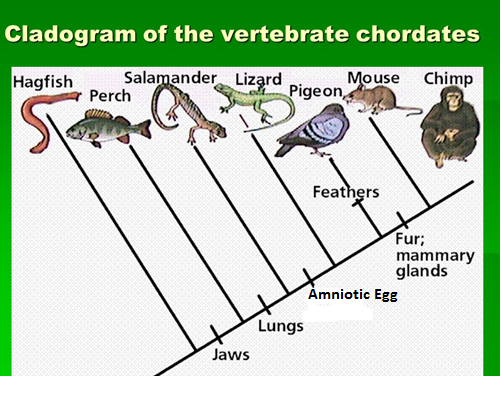 Cladogram of the vertebrate chordates
Hagfish
Perch
Salamander
Lizard
Pigeon
Mouse
Chimp
Feathers
Fur;
mammary
glands
Amniotic Egg
Lungs
Jaws